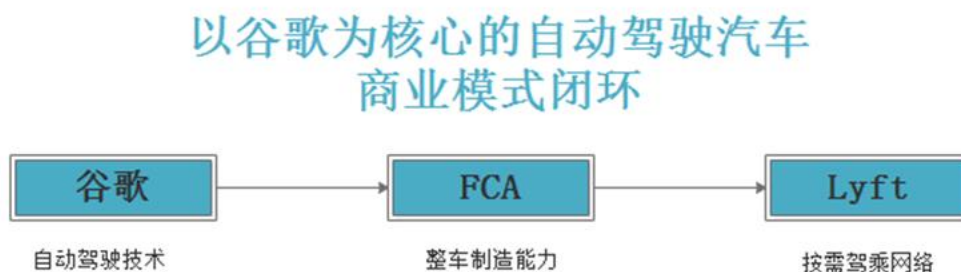 以谷歌为核心的自动驾驶汽车
商业模式闭环
谷歌
FCA
Lyft
自动驾驶技术
整车制造能力
按需驾乘网络